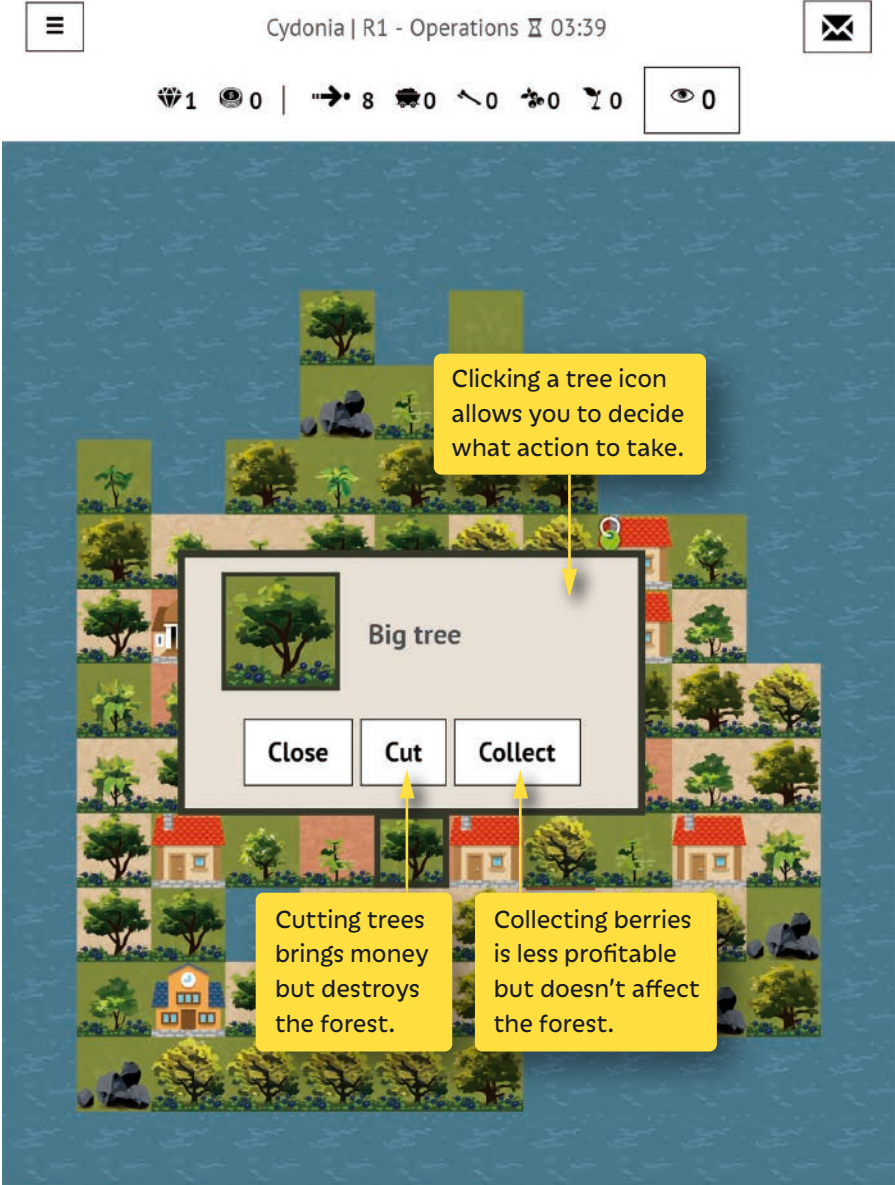 Cydonia | R1 - Operations 03:39
1 0 | 8 0 0 0 0 0
Clicking a tree icon
allows you to decide
what action to take.
Big tree
Close Cut Collect
Cutting trees
brings money
but destroys
the forest.
Collecting berries
is less profitable
but doesn't affect
the forest.